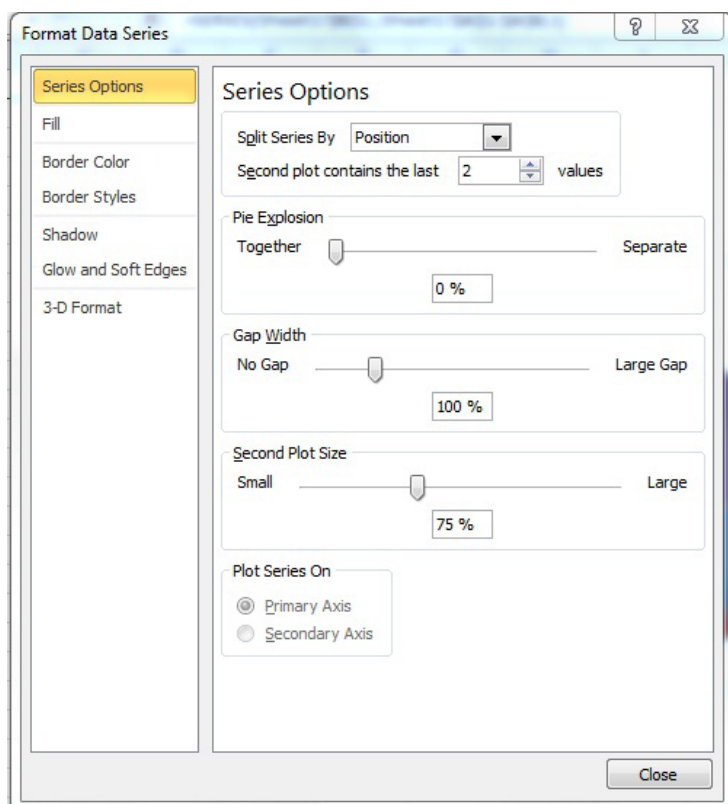 Format Data Series
Series Options
Fill
Border Color
Border Styles
Shadow
Glow and Soft Edges
3-D Format
Series Options
Split Series By Position
Second plot contains the last 2 values
Pie Explosion
Together Separate
0 %
Gap Width
No Gap Large Gap
100 %
Second Plot Size
Small Large
75 %
Plot Series On
Primary Axis
Secondary Axis
Close